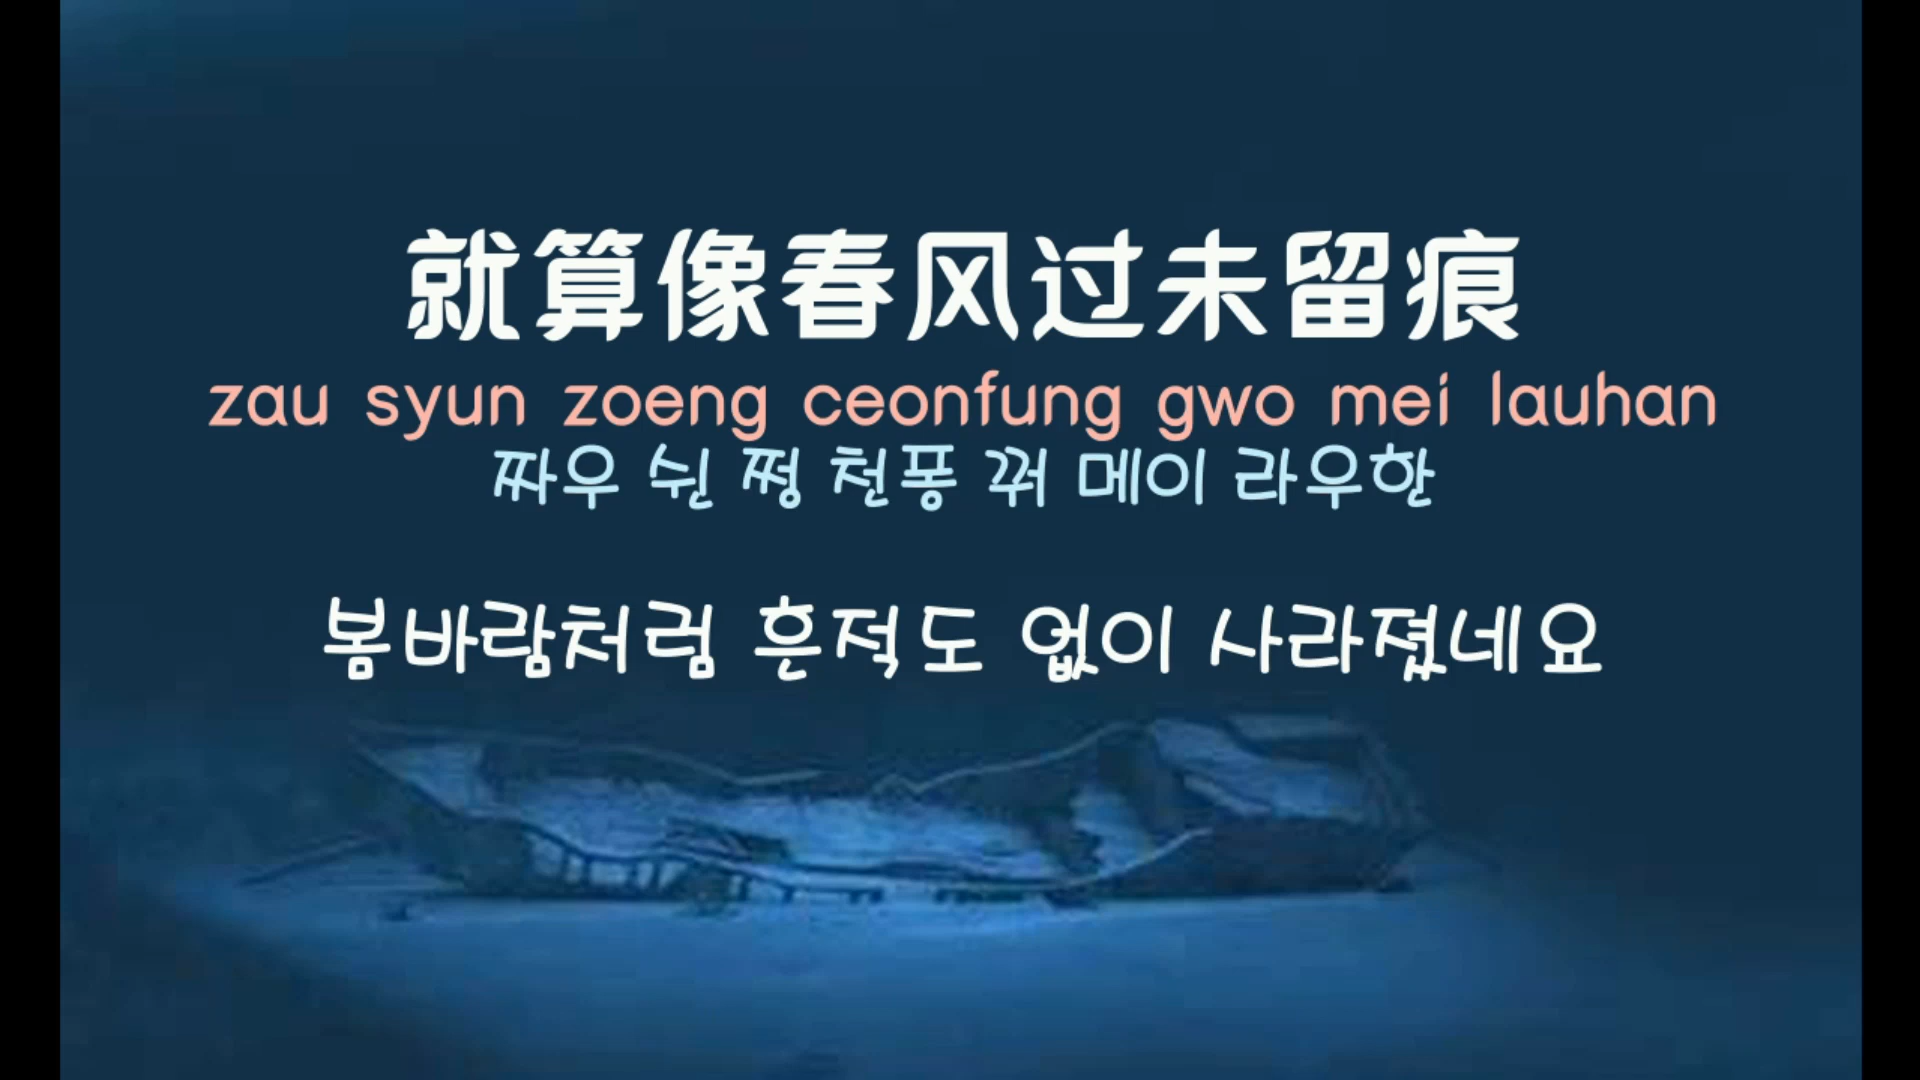 就算像春风过未留痕
zau syun zoeng ceonfung gwo mei lauhan
짜우 쉰 쩡 천퐁 꿔 메이 라우한
봄바람처럼 흔적도 없이 사라졌네요